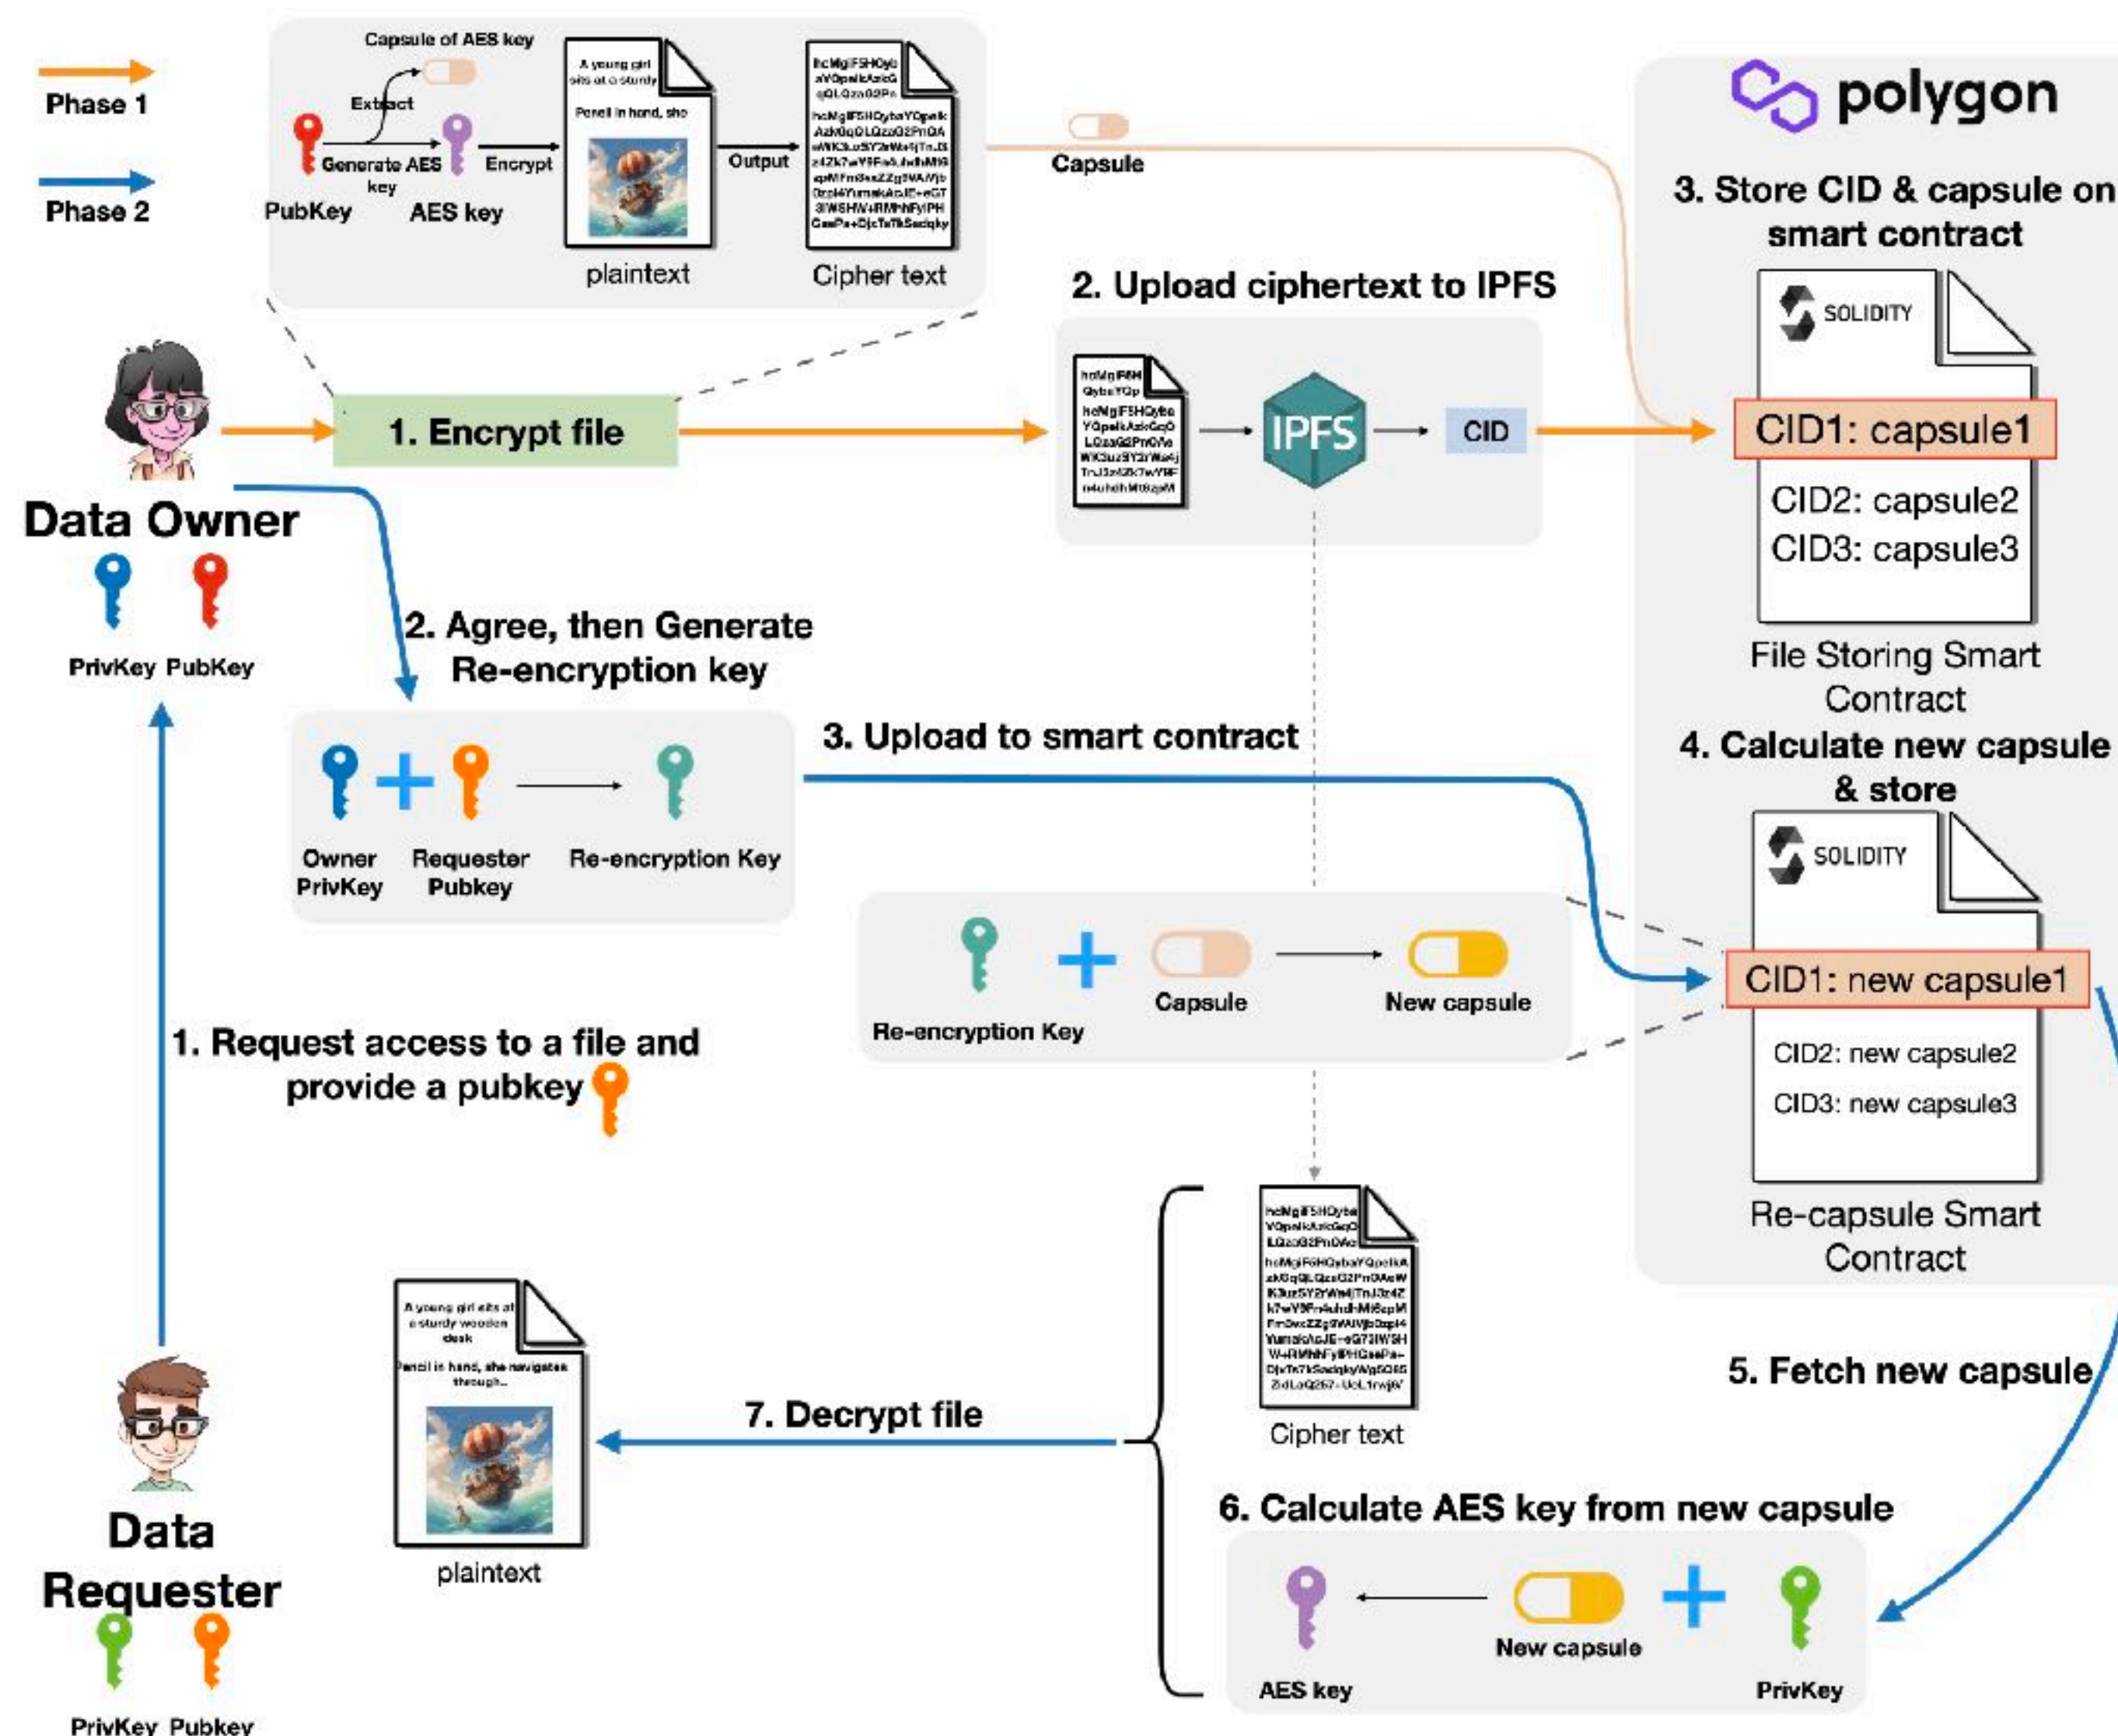 Phase 1
Phase 2
Capsule of AES key
Extract
Generate AES
key
PubKey
AES key
Encrypt
A young girl
sits at a sturdy
Pencil in hand, she
plaintext
Output
Cipher text
Capsule
polygon
3. Store CID & capsule on
smart contract
SOLIDITY
CID1: capsule1
CID2: capsule2
CID3: capsule3
File Storing Smart
Contract
2. Upload ciphertext to IPFS
IPFS
CID
1. Encrypt file
Data Owner
PrivKey PubKey
2. Agree, then Generate
Re-encryption key
Owner
PrivKey
Requester
Pubkey
Re-encryption Key
3. Upload to smart contract
4. Calculate new capsule
& store
SOLIDITY
CID1: new capsule1
CID2: new capsule2
CID3: new capsule3
Re-capsule Smart
Contract
Re-encryption Key
Capsule
New capsule
1. Request access to a file and
provide a pubkey
Data
Requester
PrivKey Pubkey
A young girl sits at
a sturdy wooden
desk
Pencil in hand, she navigates
through...
plaintext
7. Decrypt file
Cipher text
5. Fetch new capsule
6. Calculate AES key from new capsule
AES key
New capsule
PrivKey